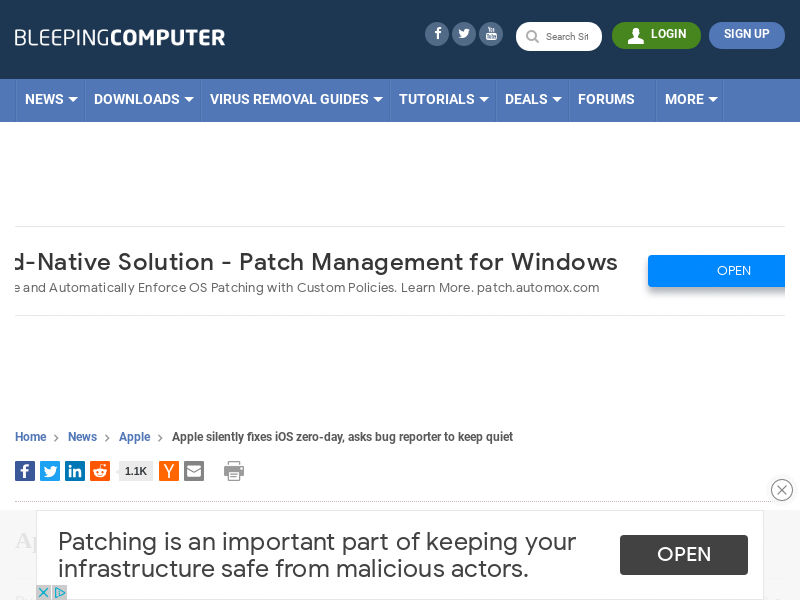 BLEEPINGCOMPUTER
Search Sit
LOGIN
SIGN UP
NEWS DOWNLOADS VIRUS REMOVAL GUIDES TUTORIALS DEALS FORUMS MORE
d-Native Solution - Patch Management for Windows
e and Automatically Enforce OS Patching with Custom Policies. Learn More. patch.automox.com
OPEN
Home > News > Apple > Apple silently fixes iOS zero-day, asks bug reporter to keep quiet
1.1K
Patching is an important part of keeping your
infrastructure safe from malicious actors.
OPEN